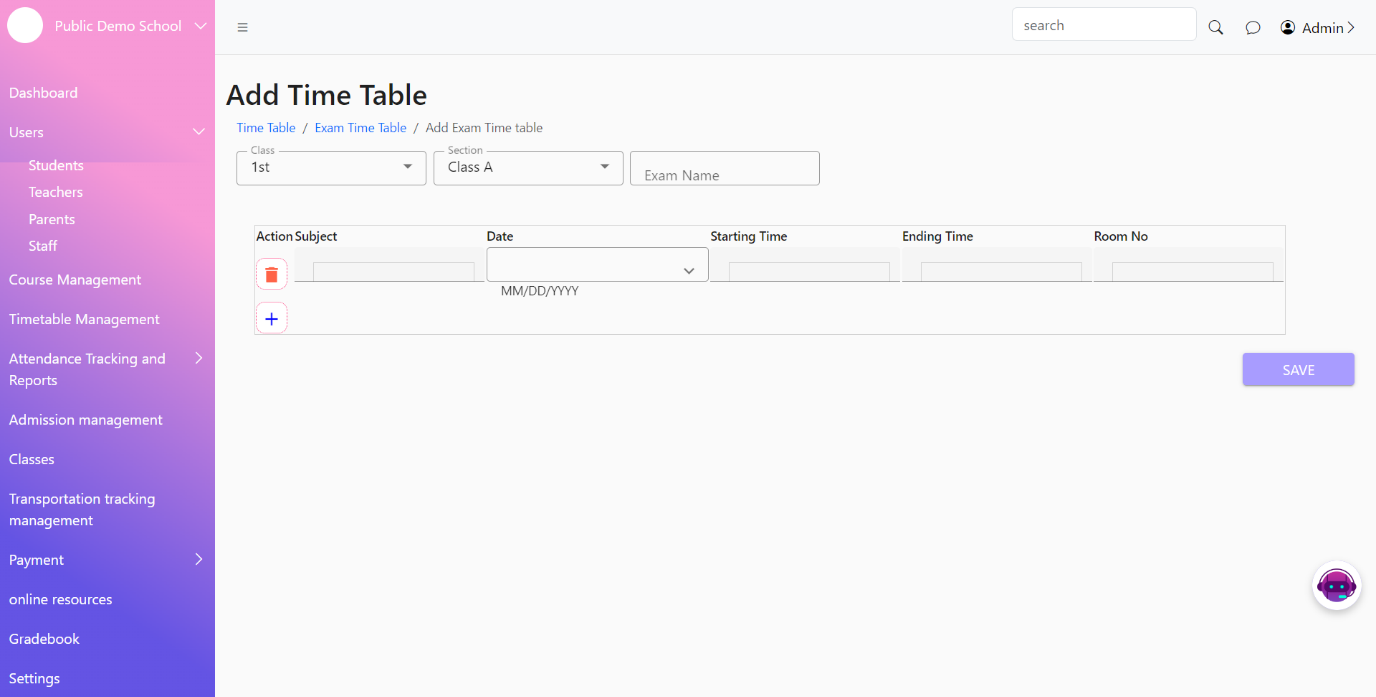 Public Demo School
Dashboard
Users
Students
Teachers
Parents
Staff
Course Management
Timetable Management
Attendance Tracking and
Reports
Admission management
Classes
Transportation tracking
management
Payment
online resources
Gradebook
Settings
search
Admin
Add Time Table
Time Table / Exam Time Table / Add Exam Time table
Class
1st
Section
Class A
Exam Name
Action Subject Date Starting Time Ending Time Room No
MM/DD/YYYY
SAVE